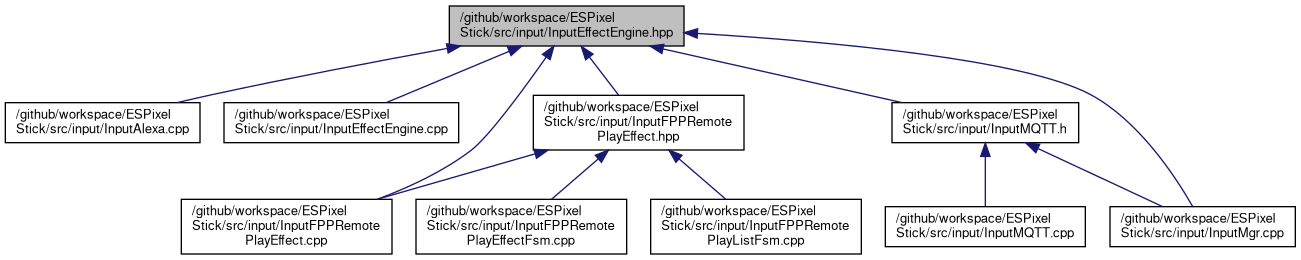 /github/workspace/ESPixel
Stick/src/input/InputEffectEngine.hpp
/github/workspace/ESPixel
Stick/src/input/InputAlexa.cpp
/github/workspace/ESPixel
Stick/src/input/InputEffectEngine.cpp
/github/workspace/ESPixel
Stick/src/input/InputFPPRemote
PlayEffect.hpp
/github/workspace/ESPixel
Stick/src/input/InputMQTT.h
/github/workspace/ESPixel
Stick/src/input/InputFPPRemote
PlayEffect.cpp
/github/workspace/ESPixel
Stick/src/input/InputFPPRemote
PlayEffectFsm.cpp
/github/workspace/ESPixel
Stick/src/input/InputFPPRemote
PlayListFsm.cpp
/github/workspace/ESPixel
Stick/src/input/InputMQTT.cpp
/github/workspace/ESPixel
Stick/src/input/InputMgr.cpp